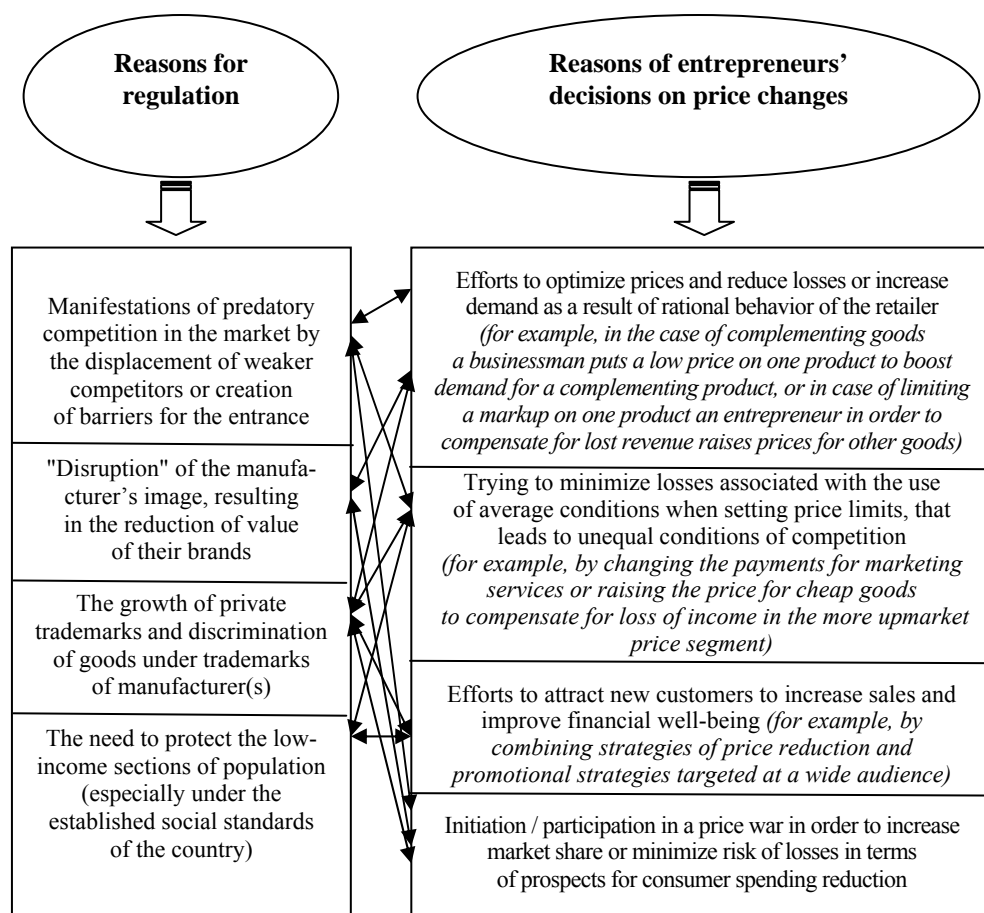 Reasons for
regulation
Reasons of entrepreneurs’
decisions on price changes
Manifestations of predatory
competition in the market by
the displacement of weaker
competitors or creation
of barriers for the entrance
"Disruption" of the manufa-
cturer’s image, resulting
in the reduction of value
of their brands
The growth of private
trademarks and discrimination
of goods under trademarks
of manufacturer(s)
The need to protect the low-
income sections of population
(especially under the
established social standards
of the country)
Efforts to optimize prices and reduce losses or increase
demand as a result of rational behavior of the retailer
(for example, in the case of complementing goods
a businessman puts a low price on one product to boost
demand for a complementing product, or in case of limiting
a markup on one product an entrepreneur in order to
compensate for lost revenue raises prices for other goods)
Trying to minimize losses associated with the use
of average conditions when setting price limits, that
leads to unequal conditions of competition
(for example, by changing the payments for marketing
services or raising the price for cheap goods
to compensate for loss of income in the more upmarket
price segment)
Efforts to attract new customers to increase sales and
improve financial well-being (for example, by
combining strategies of price reduction and
promotional strategies targeted at a wide audience)
Initiation / participation in a price war in order to increase
market share or minimize risk of losses in terms
of prospects for consumer spending reduction